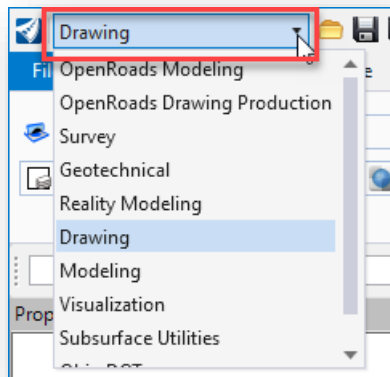 Drawing
Fil
OpenRoads Modeling
e
OpenRoads Drawing Production
Survey
Geotechnical
Reality Modeling
Drawing
Modeling
Visualization
Prop
Subsurface Utilities